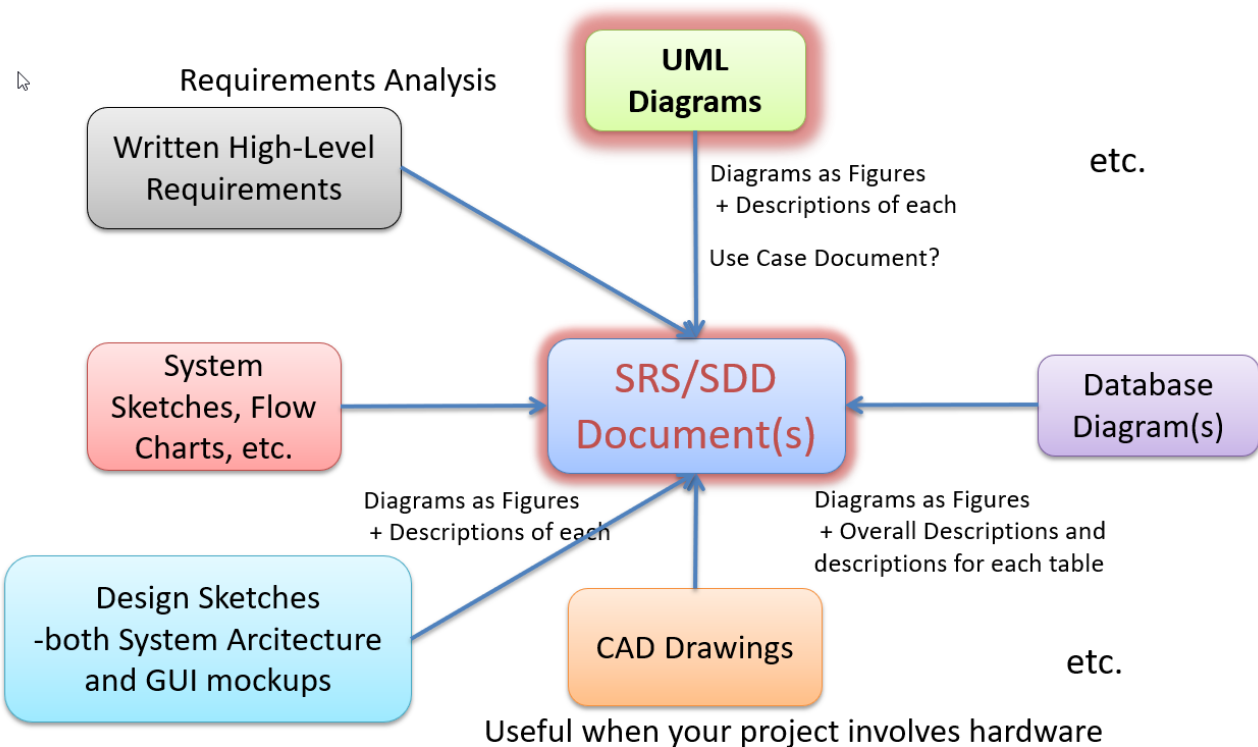 Requirements Analysis
UML
Diagrams
Written High-Level
Requirements
etc.
Diagrams as Figures
+ Descriptions of each
Use Case Document?
System
Sketches, Flow
Charts, etc.
SRS/SDD
Document(s)
Database
Diagram(s)
Diagrams as Figures
+ Descriptions of each
Diagrams as Figures
+ Overall Descriptions and
descriptions for each table
Design Sketches
-both System Arcitecture
and GUI mockups
CAD Drawings
etc.
Useful when your project involves hardware